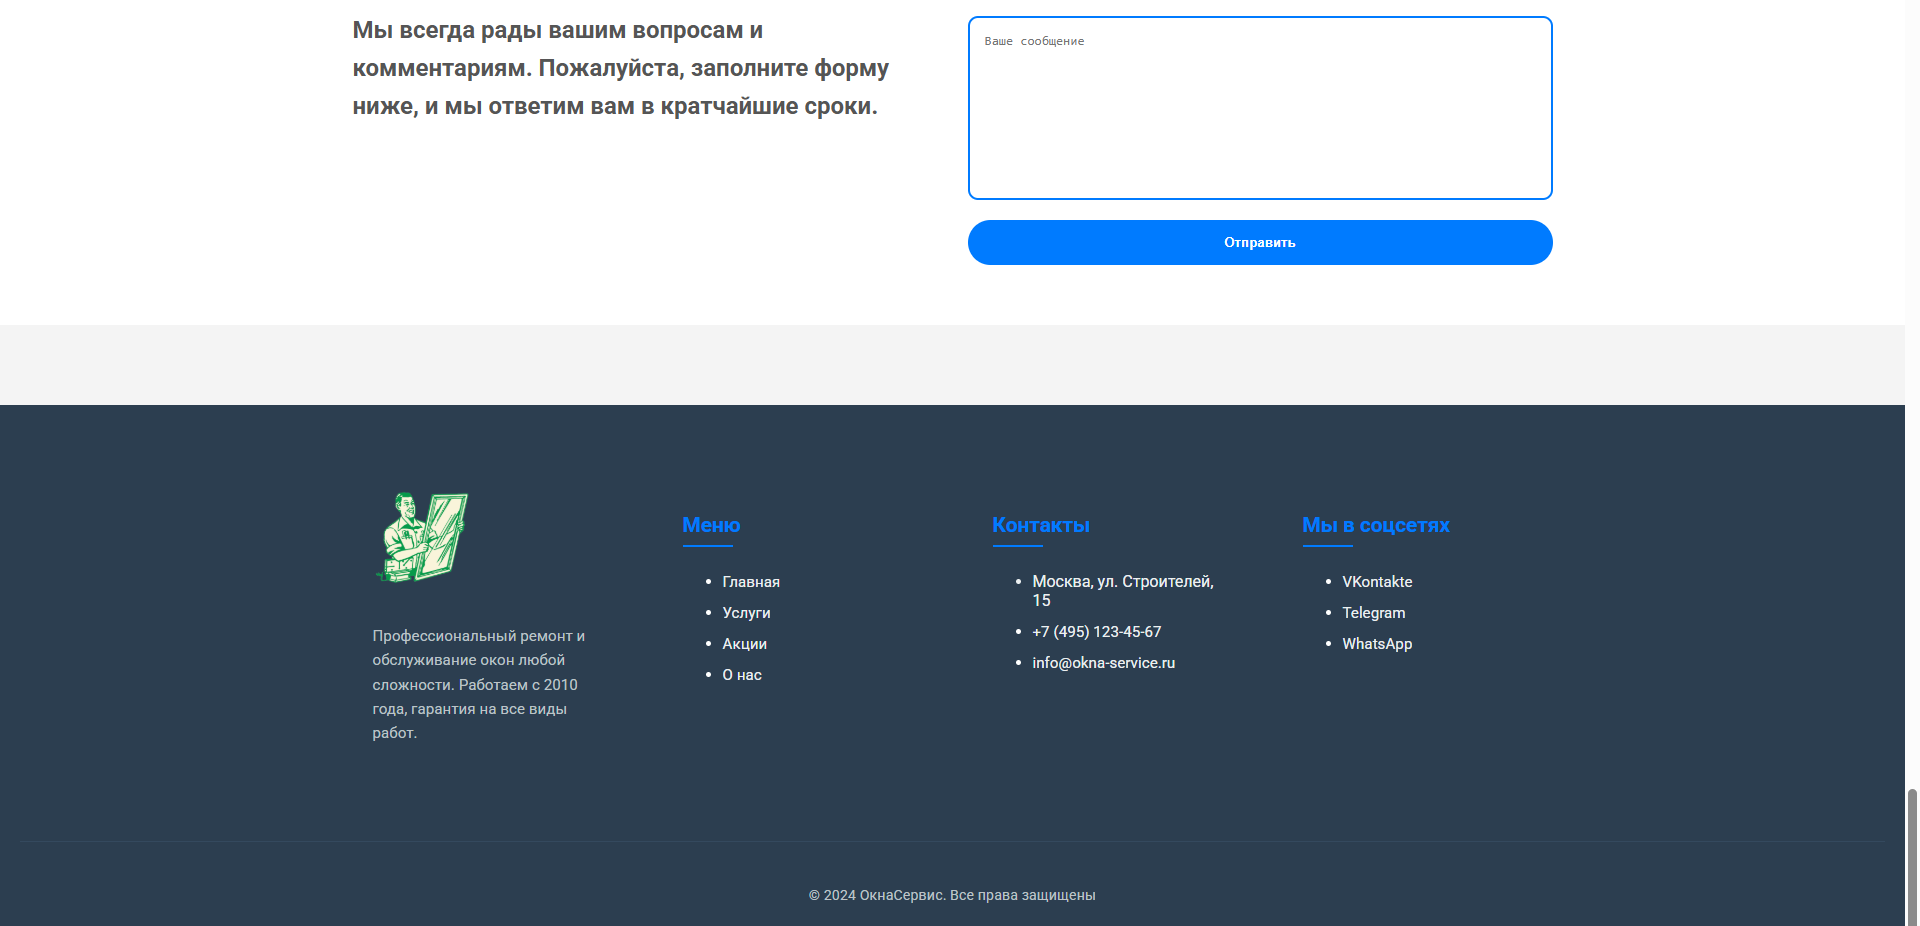 Мы всегда рады вашим вопросам и
комментариям. Пожалуйста, заполните форму
ниже, и мы ответим вам в кратчайшие сроки.
Ваше сообщение
Отправить
Профессиональный ремонт и
обслуживание окон любой
сложности. Работаем с 2010
года, гарантия на все виды
работ.
Меню
Главная
Услуги
Акции
О нас
Контакты
Москва, ул. Строителей,
15
+7 (495) 123-45-67
info@okna-service.ru
Мы в соцсетях
VKontakte
Telegram
WhatsApp
© 2024 ОкнаСервис. Все права защищены